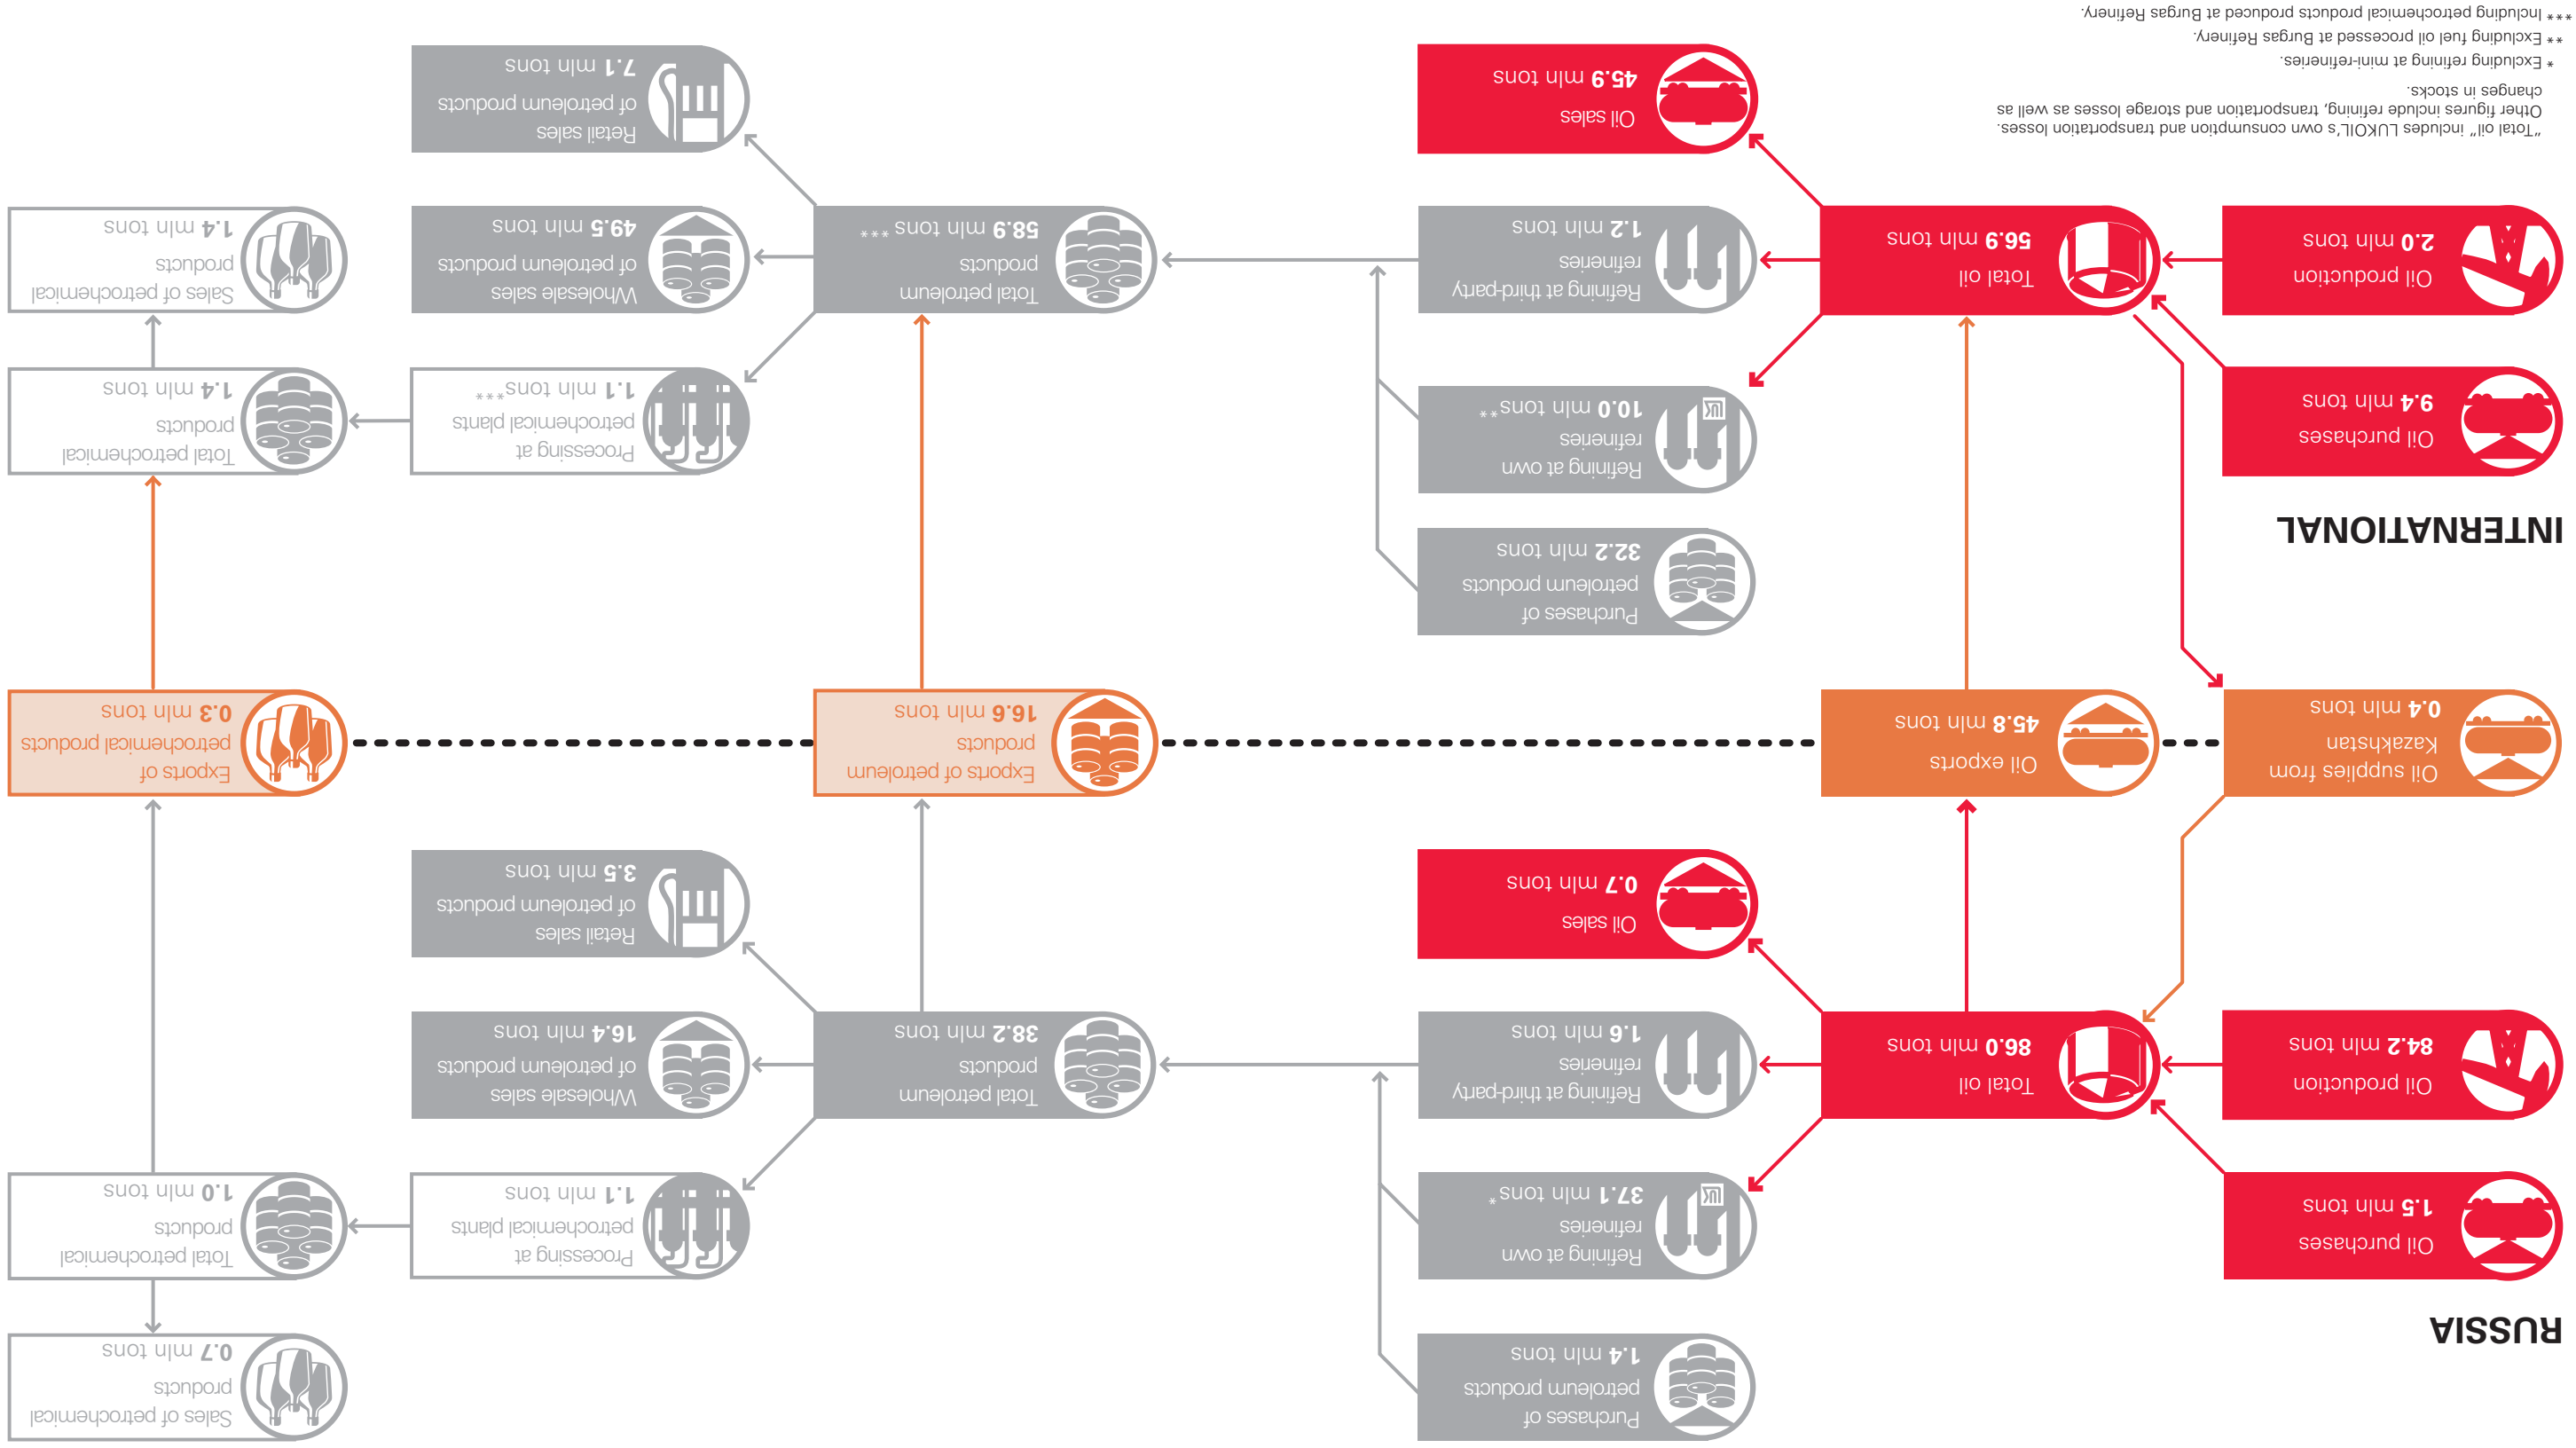 RUSSIA
Oil purchases
1.5 mln tons
Oil production
84.2 mln tons
Oil supplies from
Kazakhstan
0.4 mln tons
Total oil
86.0 mln tons
Oil exports
45.8 mln tons
Purchases of
petroleum products
1.4 mln tons
Refining at own
refineries
37.1 mln tons*
Refining at third-party
refineries
1.6 mln tons
Oil sales
0.7 mln tons
Total petroleum
products
38.2 mln tons
Exports of petroleum
products
16.6 mln tons
Processing at
petrochemical plants
1.1 mln tons
Wholesale sales
of petroleum products
16.4 mln tons
Retail sales
of petroleum products
3.5 mln tons
Sales of petrochemical
products
0.7 mln tons
Total petrochemical
products
1.0 mln tons
Exports of
petrochemical products
0.3 mln tons
INTERNATIONAL
Oil purchases
9.4 mln tons
Oil production
2.0 mln tons
Total oil
56.9 mln tons
Purchases of
petroleum products
32.2 mln tons
Refining at own
refineries
10.0 mln tons**
Refining at third-party
refineries
1.2 mln tons
Oil sales
45.9 mln tons
Total petroleum
products
58.9 mln tons***
Processing at
petrochemical plants
1.1 mln tons***
Wholesale sales
of petroleum products
49.5 mln tons
Retail sales
of petroleum products
7.1 mln tons
Total petrochemical
products
1.4 mln tons
Sales of petrochemical
products
1.4 mln tons
"Total oil" includes LUKOIL's own consumption and transportation losses.
Other figures include refining, transportation and storage losses as well as
changes in stocks.
* Excluding refining at mini-refineries.
** Excluding fuel oil processed at Burgas Refinery.
*** Including petrochemical products produced at Burgas Refinery.